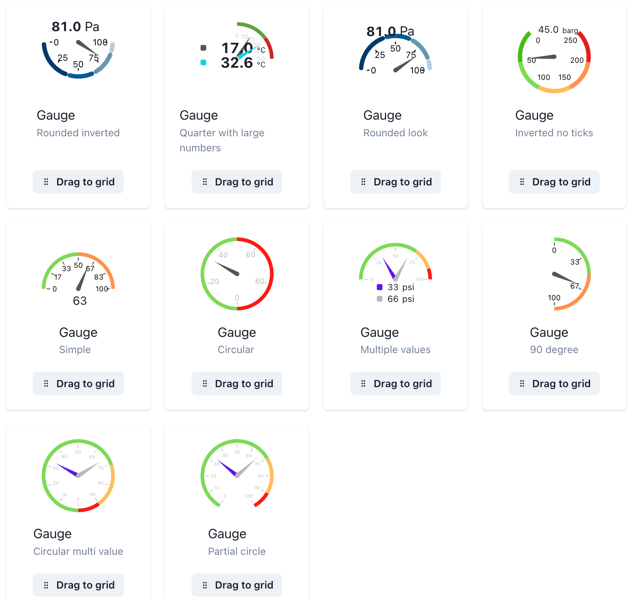 81.0 Pa
-0
100
25
75
50
Gauge
Rounded inverted
Drag to grid
17.0 °C
32.6 °C
Gauge
Quarter with large
numbers
Drag to grid
81.0 Pa
50
25
75
-0
100
Gauge
Rounded look
Drag to grid
45.0 barg
0
250
50
200
100
150
Gauge
Inverted no ticks
Drag to grid
50
33
67
17
83
0
100
63
Gauge
Simple
Drag to grid
40
60
20
80
0
Gauge
Circular
Drag to grid
33 psi
66 psi
Gauge
Multiple values
Drag to grid
0
33
67
100
Gauge
90 degree
Drag to grid
Gauge
Circular multi value
Drag to grid
Gauge
Partial circle
Drag to grid